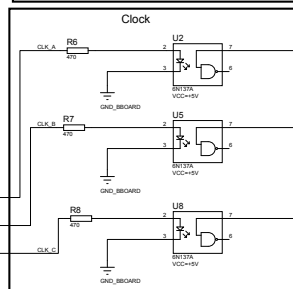 Clock
U2
R6
CLK_A
470
2
7
3
6
6N137A
VCC=+5V
GND_BBOARD
U5
R7
CLK_B
470
2
7
3
6
6N137A
VCC=+5V
GND_BBOARD
U8
R8
CLK_C
470
2
7
3
6
6N137A
VCC=+5V
GND_BBOARD